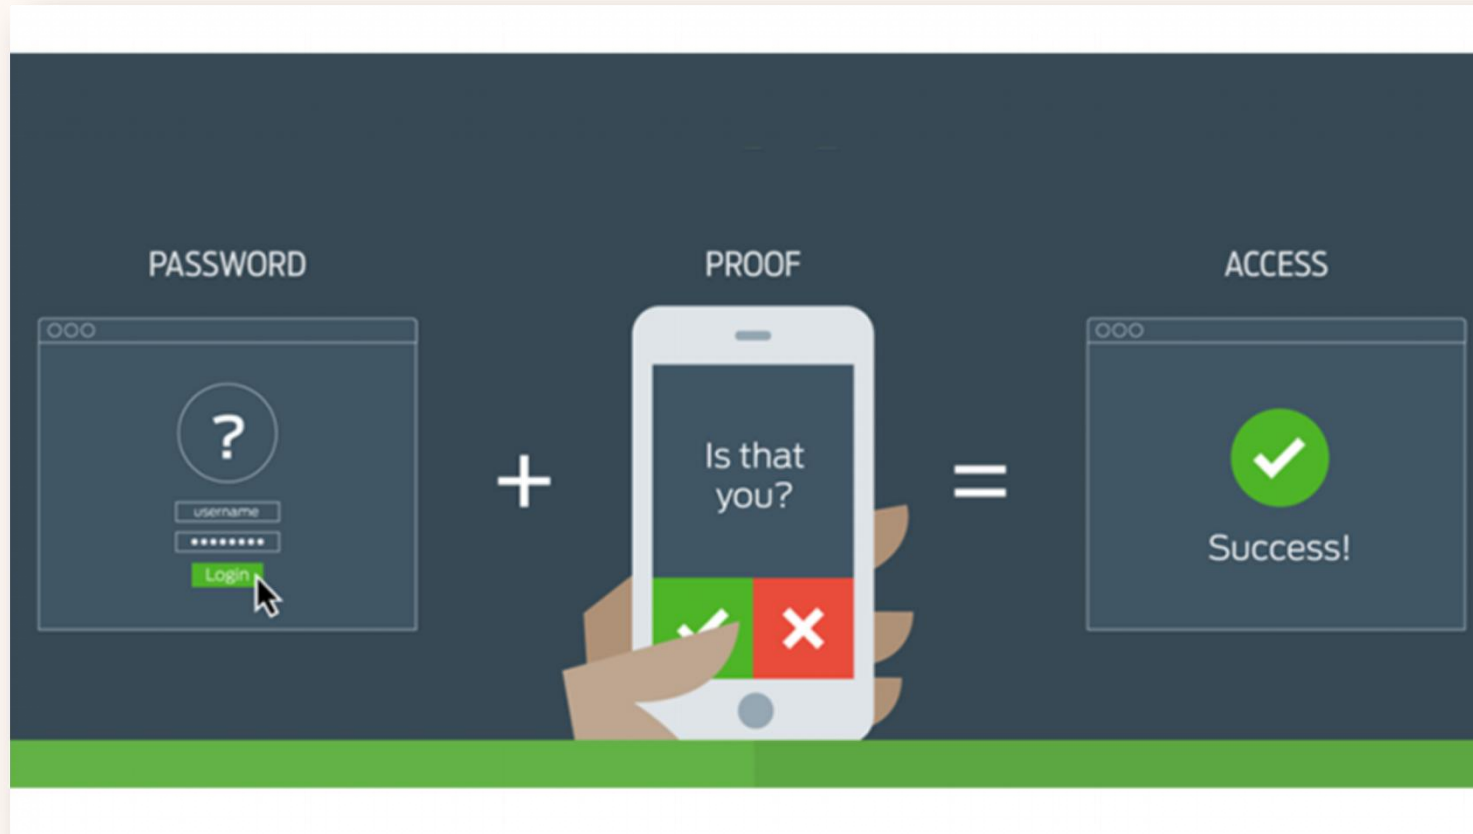 PASSWORD
PROOF
ACCESS
?
username
Login
+
Is that
you?
=
Success!